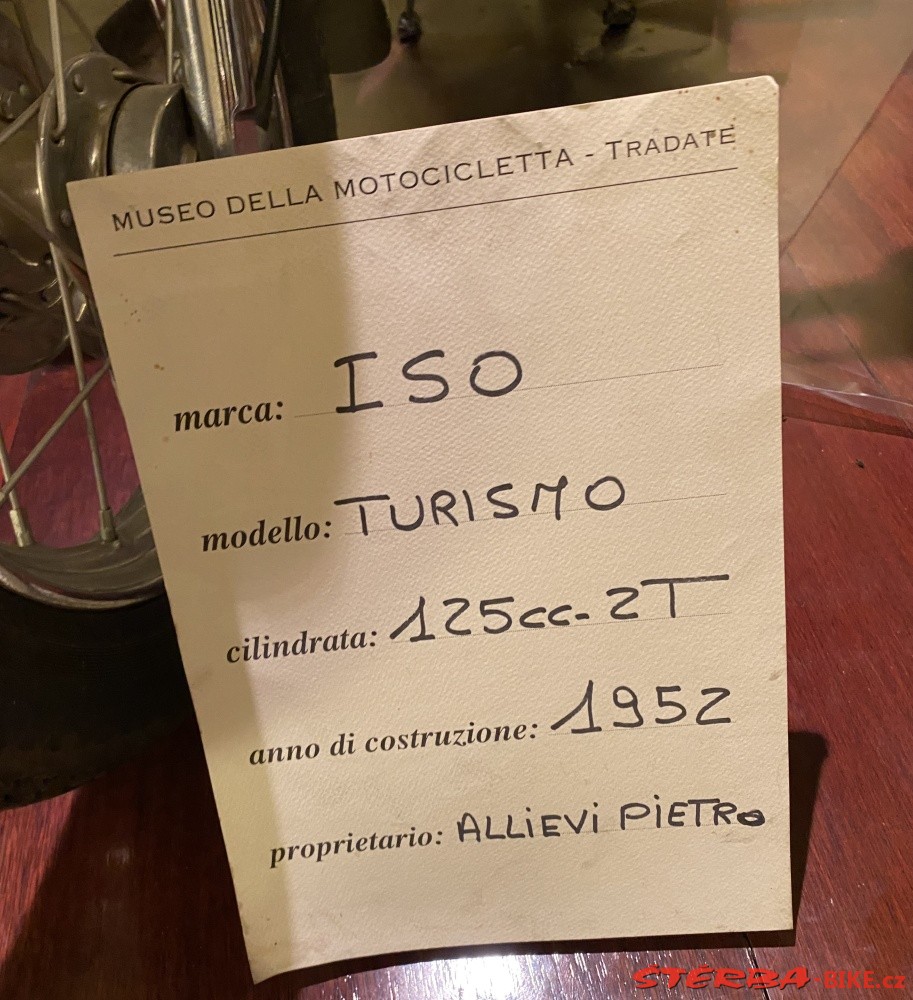 MUSEO DELLA MOTOCICLETTA - TRADATE
marca: ISO
modello: TURISMO
cilindrata: 125cc-2T
anno di costruzione: 1952
proprietario: ALLiEVi PiETRo
STERBA-BIKE.cz